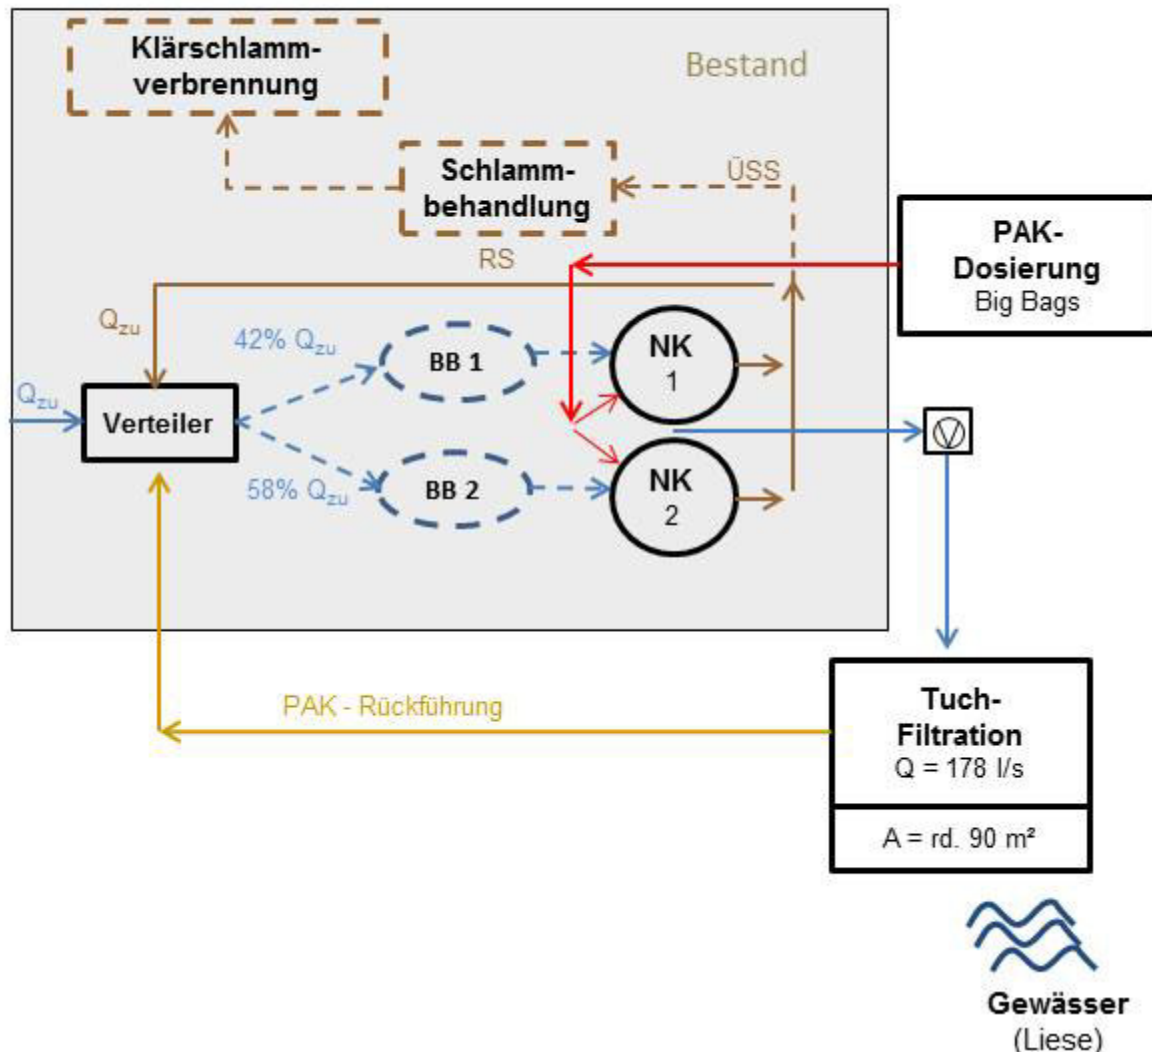 Klärschlamm-
verbrennung
Bestand
Schlamm-
behandlung
ÜSS
PAK-
Dosierung
Big Bags
RS
Qzu
42% Qzu
BB 1
NK
1
Qzu
Verteiler
58% Qzu
BB 2
NK
2
V
PAK - Rückführung
Tuch-
Filtration
Q = 178 l/s
A = rd. 90 m²
Gewässer
(Liese)